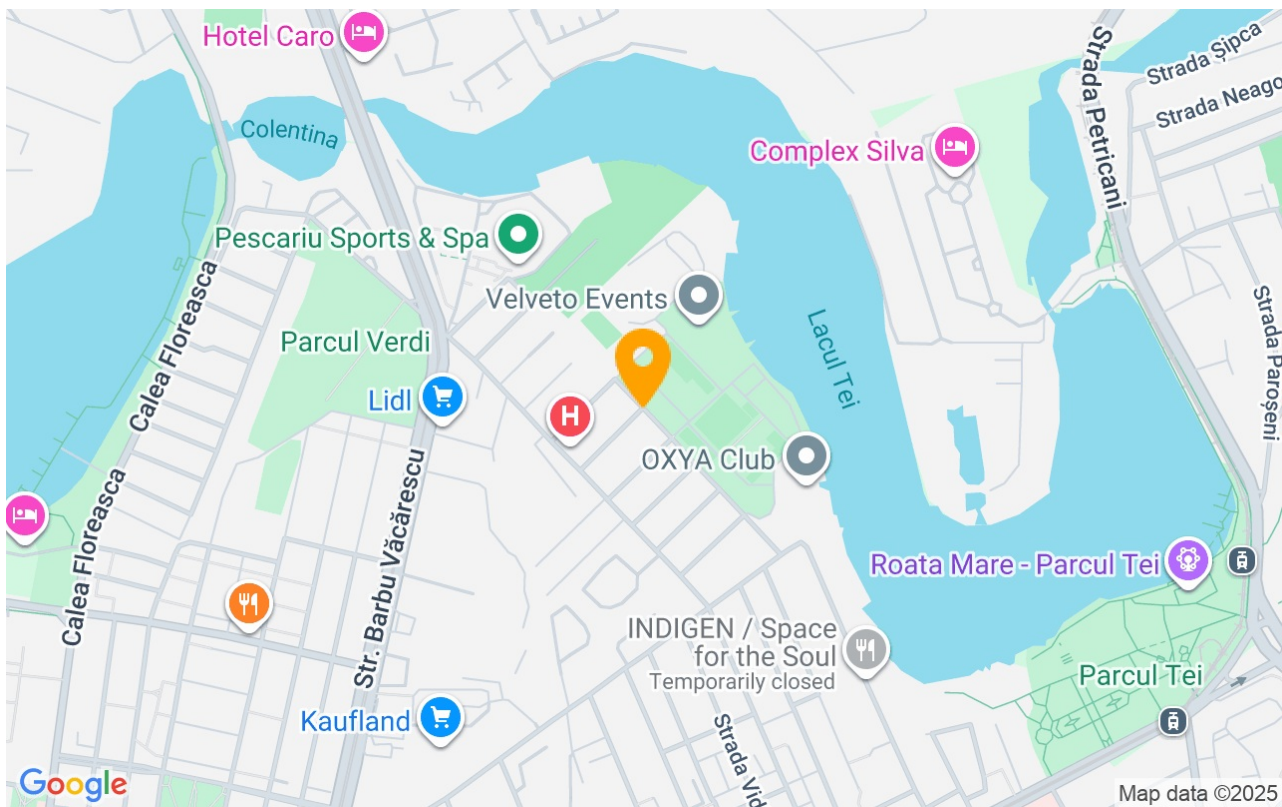 Hotel Caro
Colentina
Strada Petricani
Strada Șipca
Strada Neago
Complex Silva
Pescariu Sports & Spa
Velveto Events
Calea Floreasca
Parcul Verdi
Lacul Tei
Strada Paroșeni
Lidl
H
OXYA Club
Calea Floreasca
Str. Barbu Văcărescu
Roata Mare - Parcul Tei
INDIGEN / Space
for the Soul
Temporarily closed
Parcul Tei
Kaufland
Strada Vid
Google
Map data ©2025